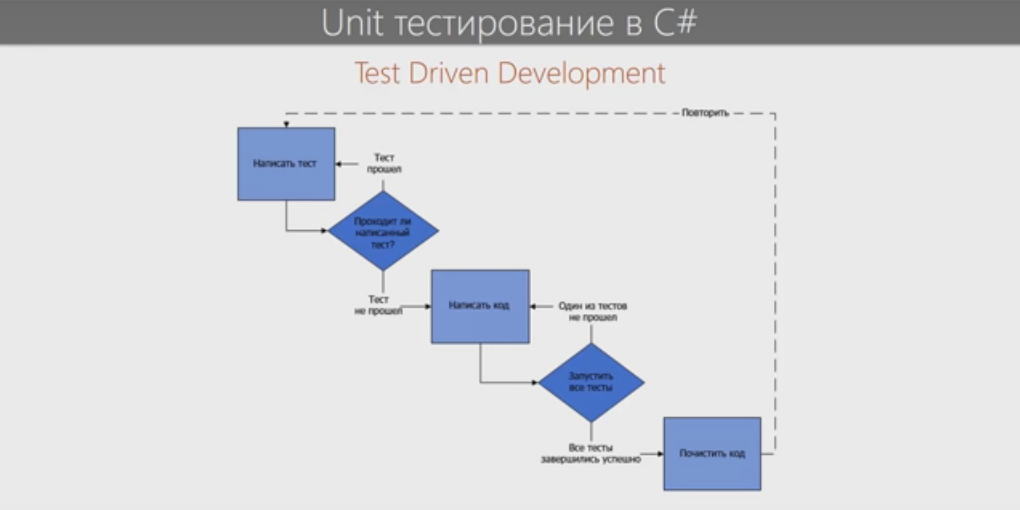 Unit тестирование в C#
Test Driven Development
Повторить
Написать тест
Тест
прошел
Проходит ли
написанный
тест?
Тест
не прошел
Написать код
Один из тестов
не прошел
Запустить
все тесты
Все тесты
завершились успешно
Почистить код